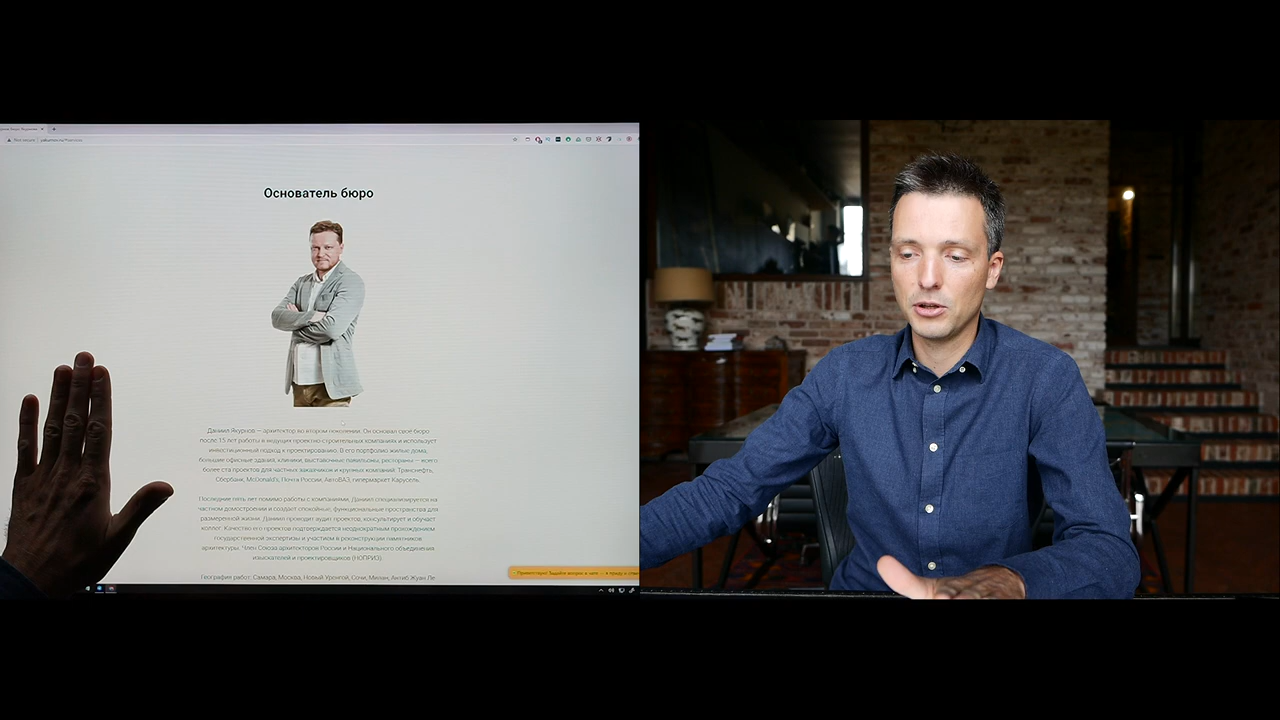 Основатель бюро
Даниил Якурнов — архитектор во втором поколении. Он основал своё бюро
после 15 лет работы в ведущих проектно-строительных компаниях и использует
инвестиционный подход к проектированию. В его портфолио жилые дома,
большие офисные здания, клиники, выставочные павильоны, рестораны — всего
более ста проектов для частных заказчиков и крупных компаний: Транснефть,
Сбербанк, McDonald's, Почта России, АвтоВАЗ, гипермаркет Карусель.
Последние пять лет помимо работы с компаниями, Даниил специализируется на
частном домостроении и создает спокойные, функциональные пространства для
размеренной жизни. Даниил проводит аудит проектов, консультирует и обучает
коллег. Качество его проектов подтверждается неоднократным прохождением
государственной экспертизы и участием в реконструкции памятников
архитектуры. Член Союза архитекторов России и Национального объединения
изыскателей и проектировщиков (НОПРИЗ).
География работ: Самара, Москва, Новый Уренгой, Сочи, Милан, Антиб Жуан Ле